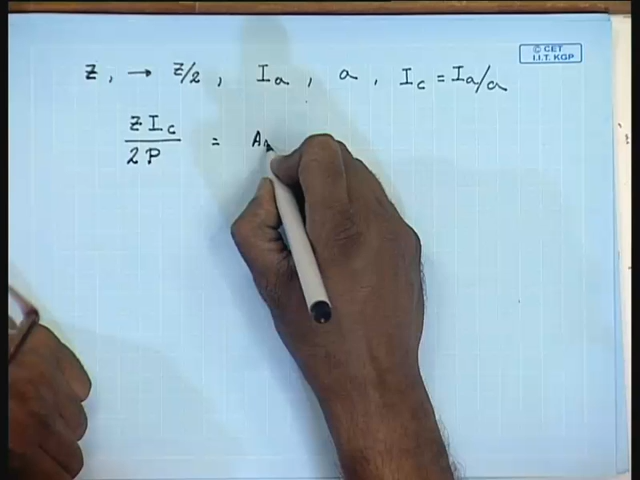 © CET
I.I.T. KGP
Z, → Z/2, Ia, a, Ic = Ia/a
ZIc / 2P = A